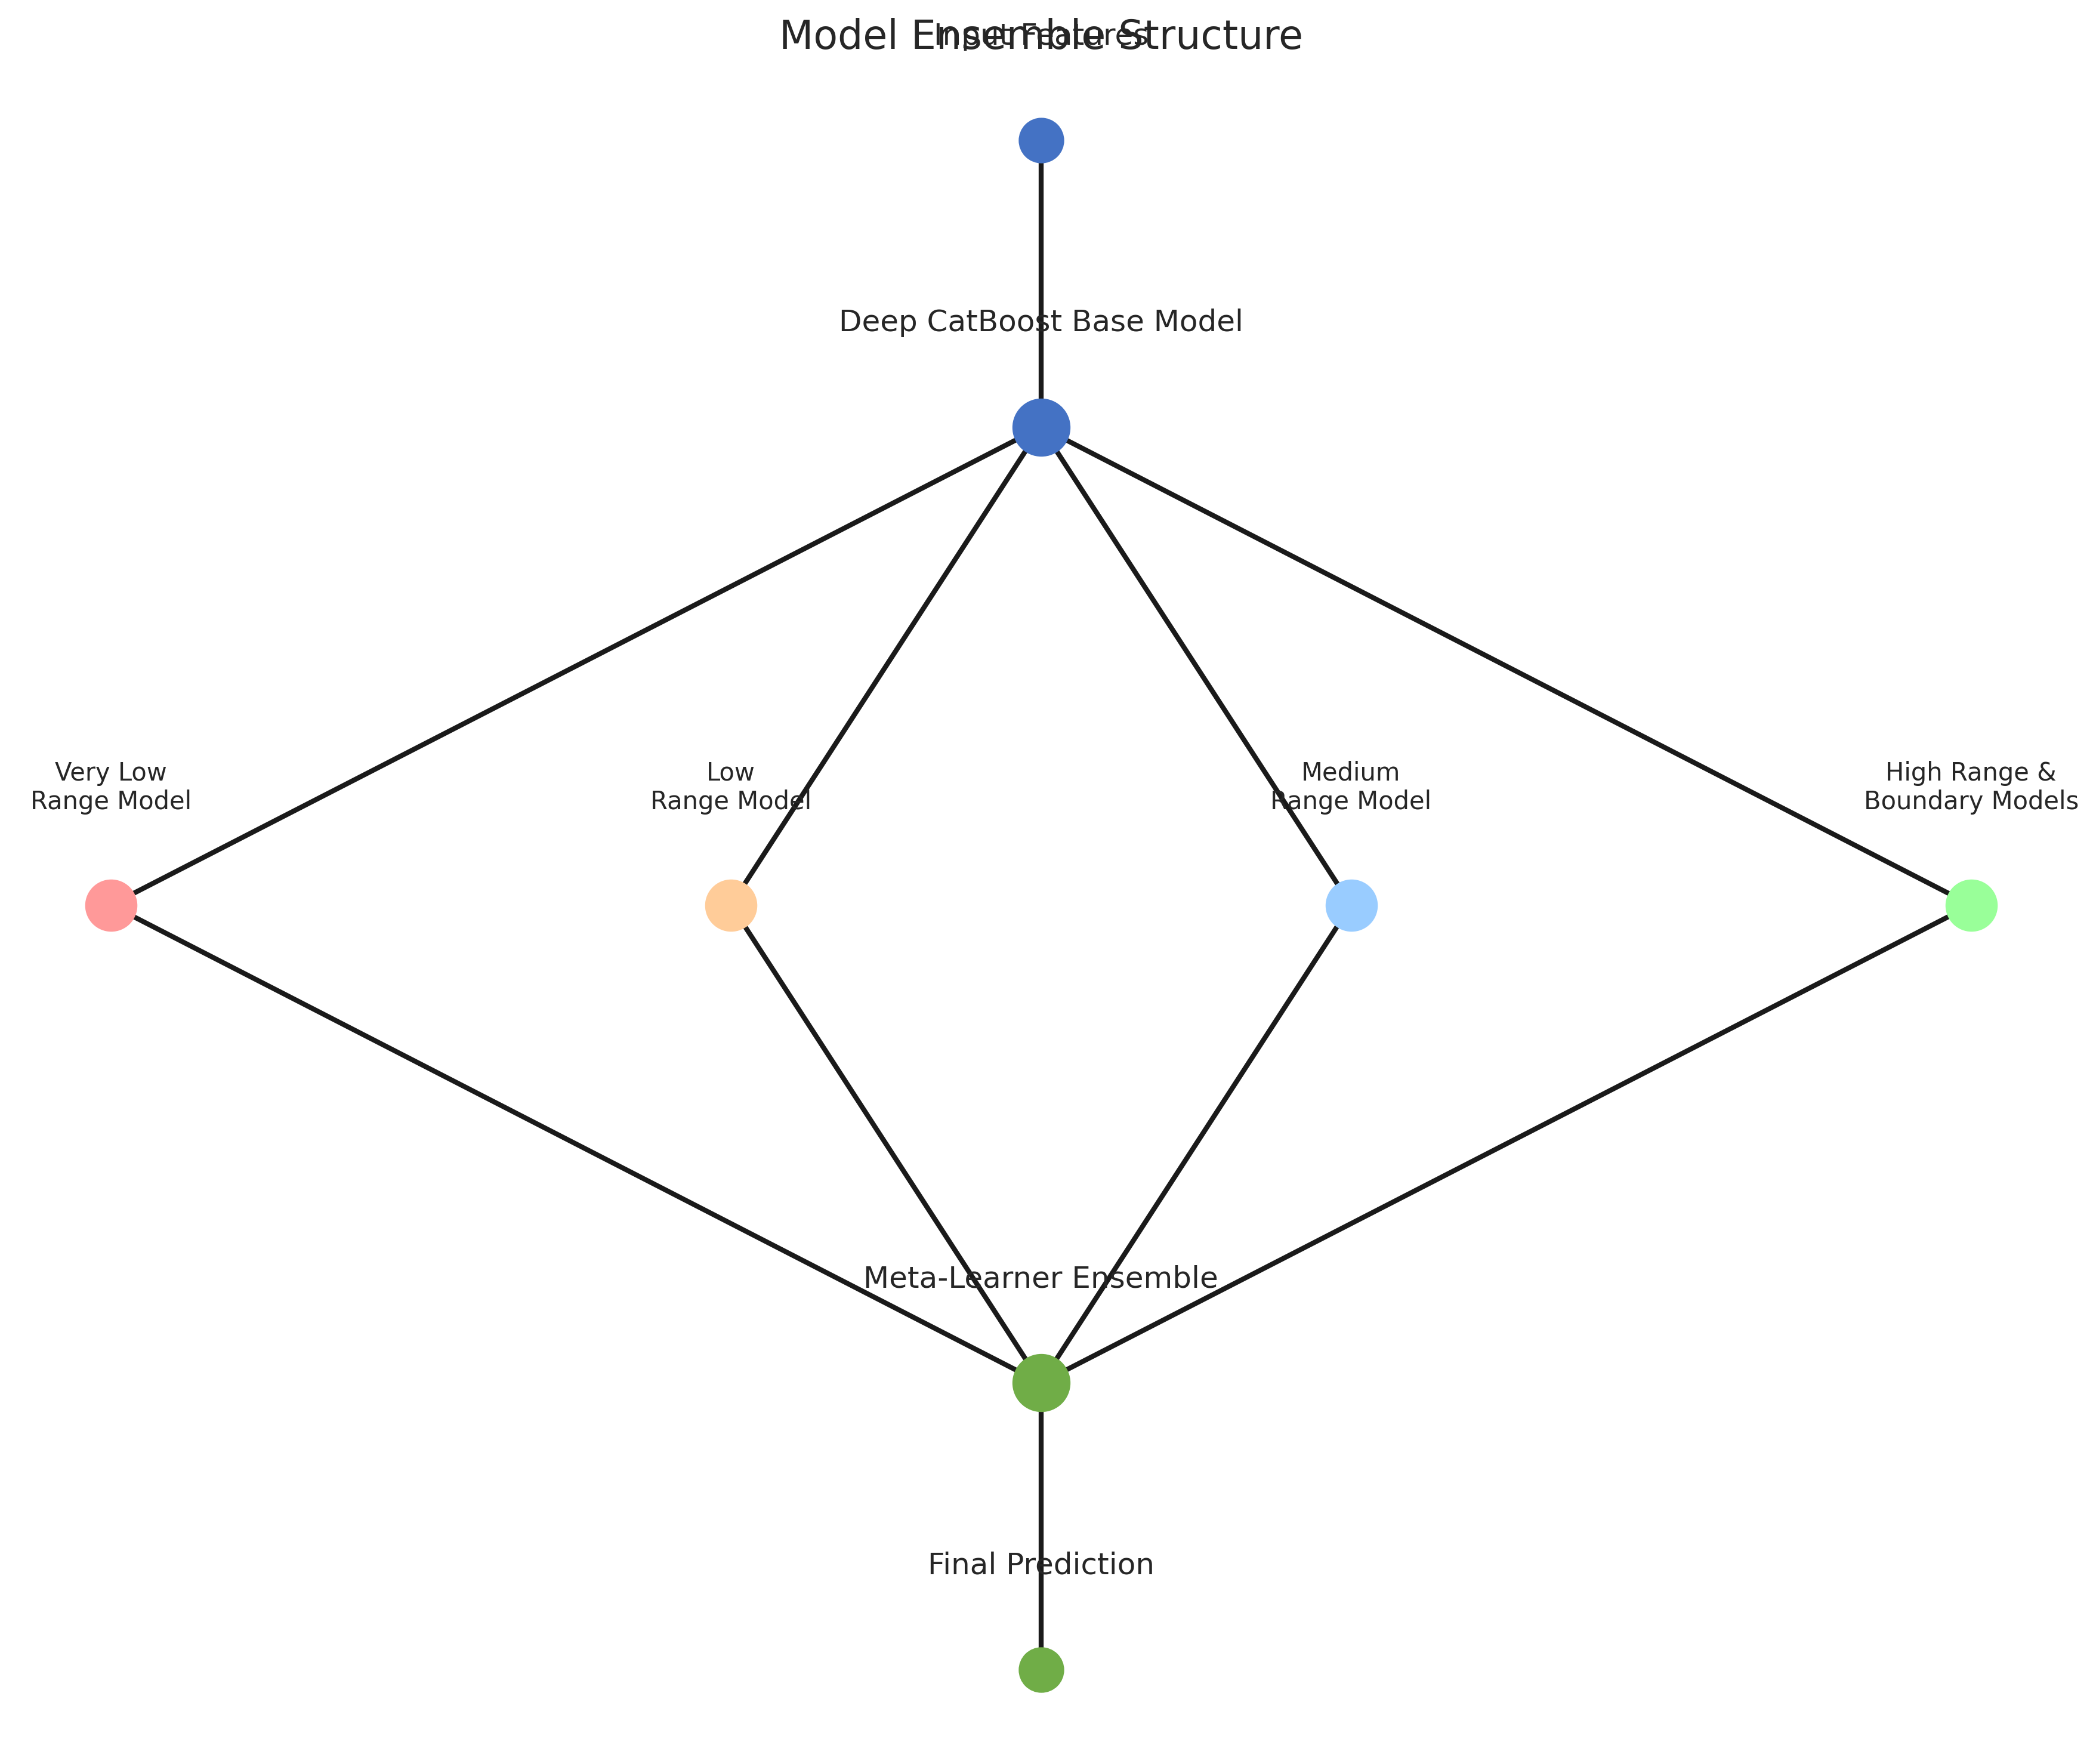 Model Ensemble Structure
Input Features
Deep CatBoost Base Model
Very Low
Range Model
Low
Range Model
Medium
Range Model
High Range &
Boundary Models
Meta-Learner Ensemble
Final Prediction